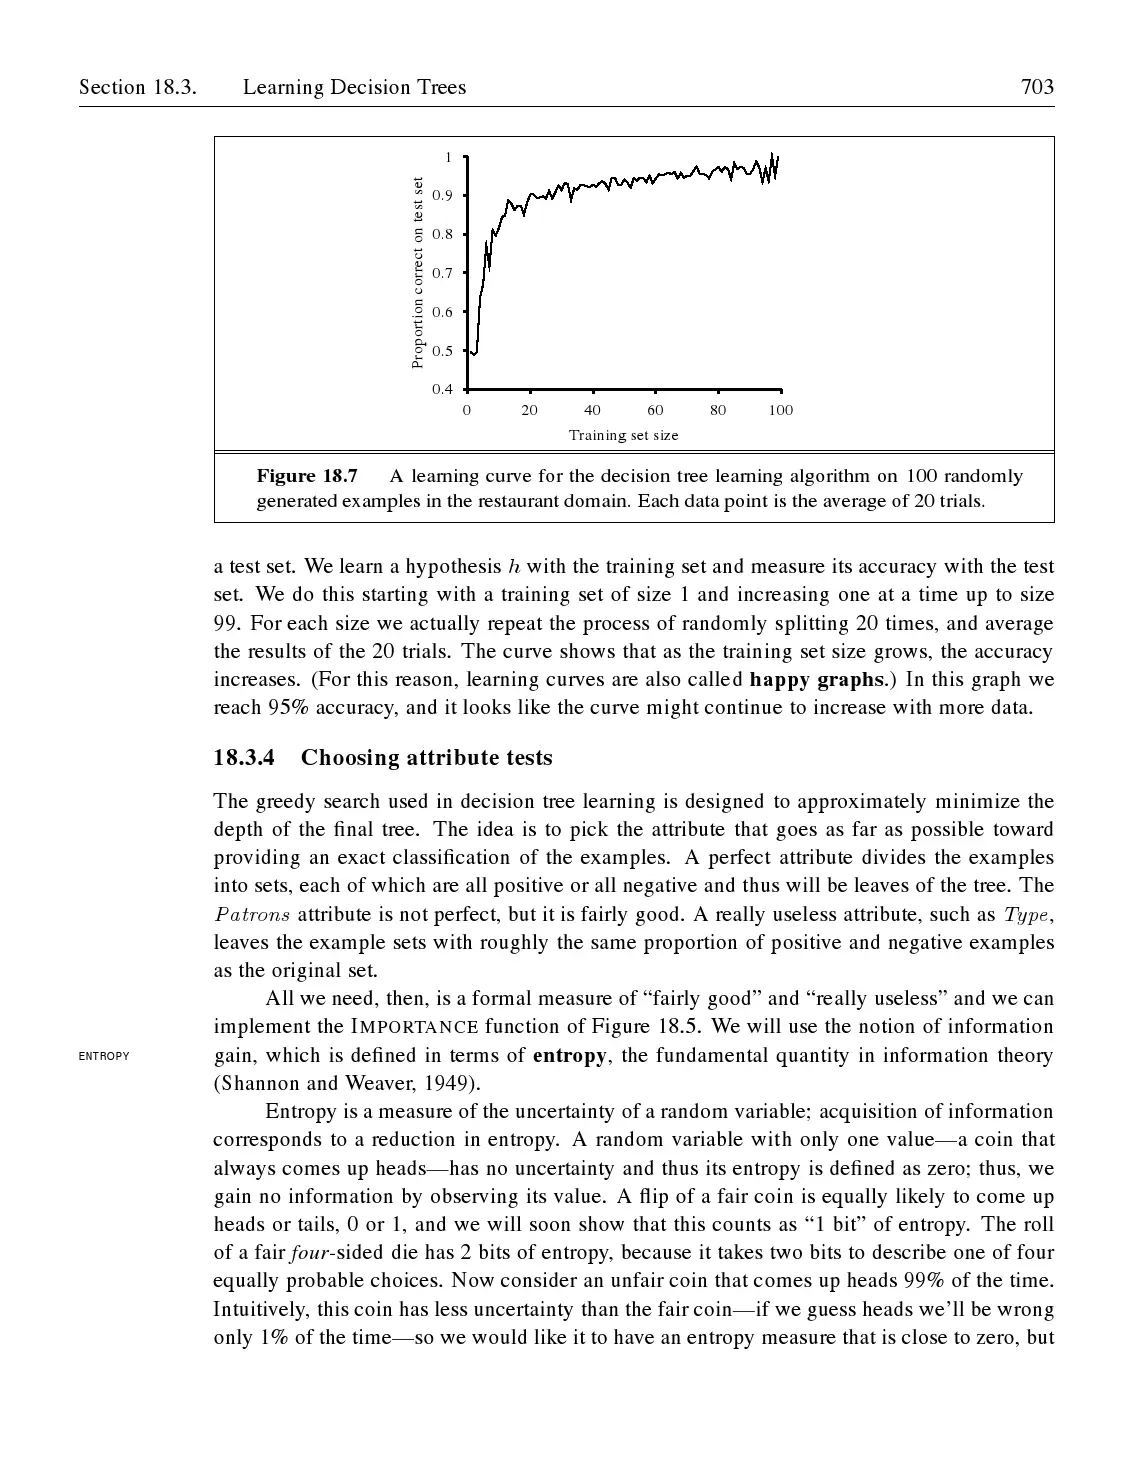 Section 18.3. Learning Decision Trees 703
1
0.9
0.8
0.7
0.6
0.5
0.4
Proportion correct on test set
0 20 40 60 80 100
Training set size
Figure 18.7 A learning curve for the decision tree learning algorithm on 100 randomly
generated examples in the restaurant domain. Each data point is the average of 20 trials.
a test set. We learn a hypothesis h with the training set and measure its accuracy with the test
set. We do this starting with a training set of size 1 and increasing one at a time up to size
99. For each size we actually repeat the process of randomly splitting 20 times, and average
the results of the 20 trials. The curve shows that as the training set size grows, the accuracy
increases. (For this reason, learning curves are also called happy graphs.) In this graph we
reach 95% accuracy, and it looks like the curve might continue to increase with more data.
18.3.4 Choosing attribute tests
The greedy search used in decision tree learning is designed to approximately minimize the
depth of the final tree. The idea is to pick the attribute that goes as far as possible toward
providing an exact classification of the examples. A perfect attribute divides the examples
into sets, each of which are all positive or all negative and thus will be leaves of the tree. The
Patrons attribute is not perfect, but it is fairly good. A really useless attribute, such as Type,
leaves the example sets with roughly the same proportion of positive and negative examples
as the original set.
All we need, then, is a formal measure of “fairly good” and “really useless” and we can
implement the IMPORTANCE function of Figure 18.5. We will use the notion of information
ENTROPY
gain, which is defined in terms of entropy, the fundamental quantity in information theory
(Shannon and Weaver, 1949).
Entropy is a measure of the uncertainty of a random variable; acquisition of information
corresponds to a reduction in entropy. A random variable with only one value—a coin that
always comes up heads—has no uncertainty and thus its entropy is defined as zero; thus, we
gain no information by observing its value. A flip of a fair coin is equally likely to come up
heads or tails, 0 or 1, and we will soon show that this counts as “1 bit” of entropy. The roll
of a fair four-sided die has 2 bits of entropy, because it takes two bits to describe one of four
equally probable choices. Now consider an unfair coin that comes up heads 99% of the time.
Intuitively, this coin has less uncertainty than the fair coin—if we guess heads we’ll be wrong
only 1% of the time—so we would like it to have an entropy measure that is close to zero, but